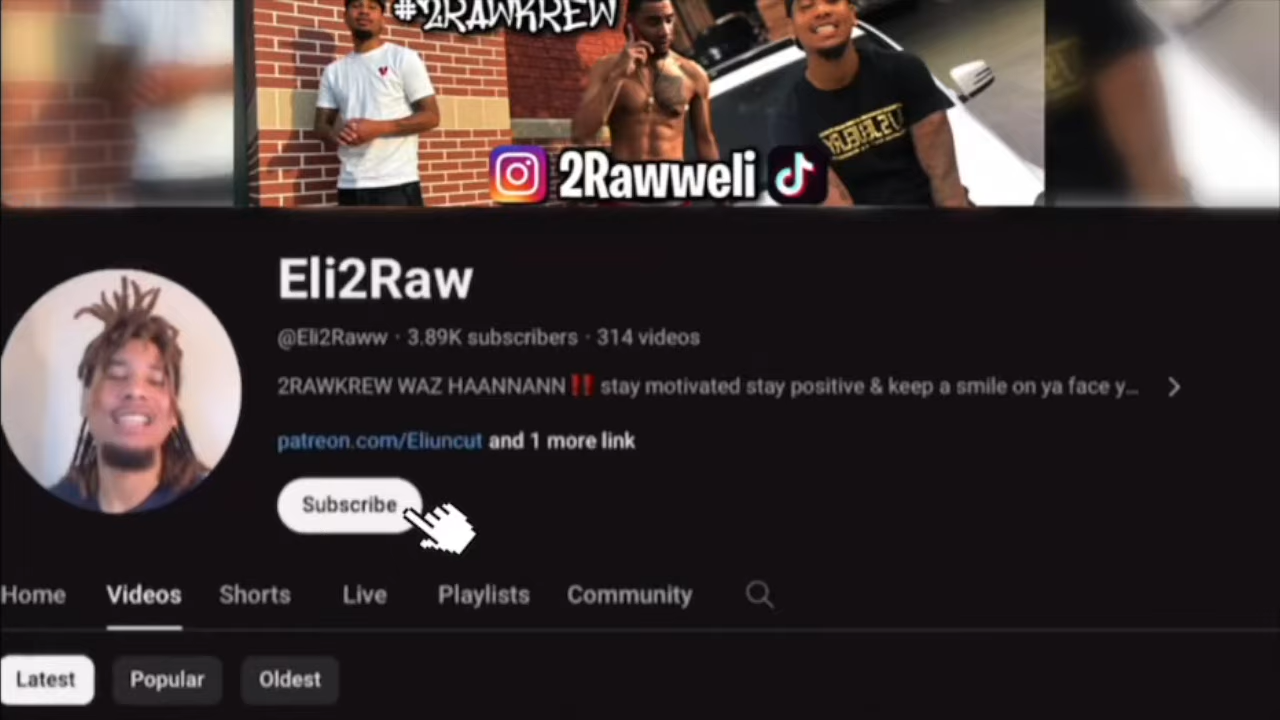 #2RAWKREW
2Rawweli
Eli2Raw
@Eli2Raww · 3.89K subscribers · 314 videos
2RAWKREW WAZ HAANNANN‼️ stay motivated stay positive & keep a smile on ya face y...
patreon.com/Eliuncut and 1 more link
Subscribe
Home Videos Shorts Live Playlists Community
Latest Popular Oldest